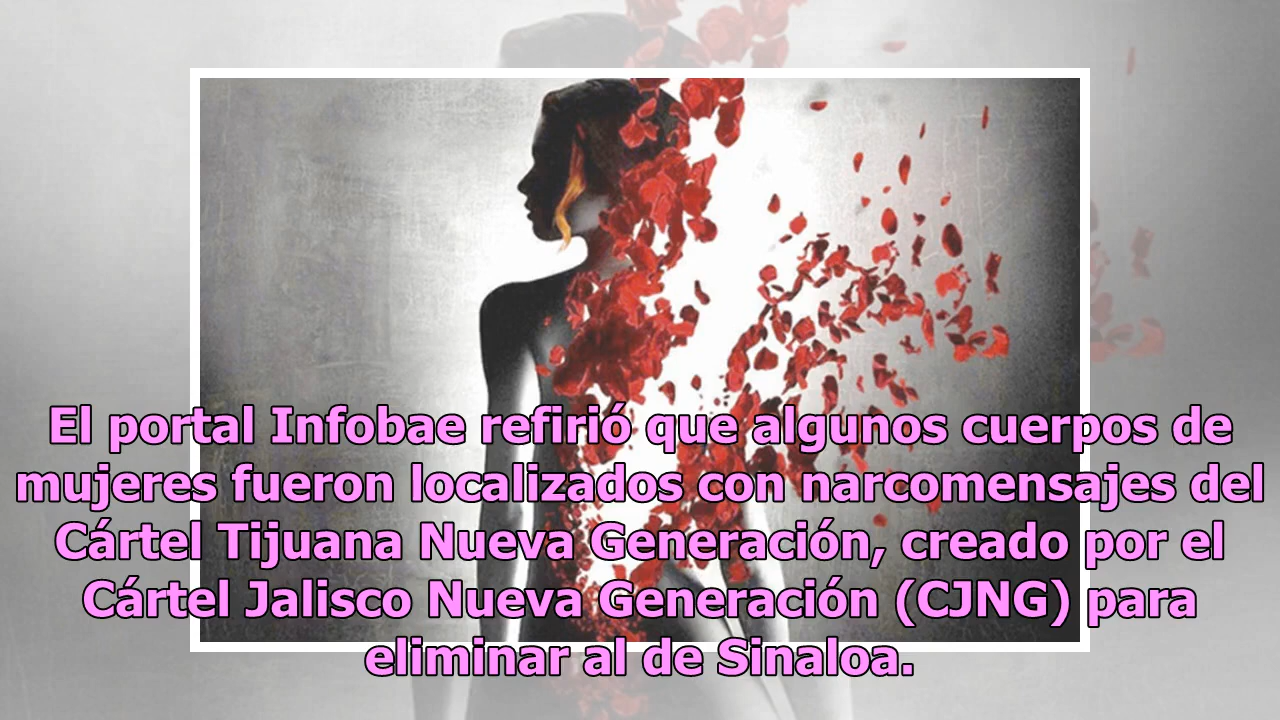 El portal Infobae refirió que algunos cuerpos de
mujeres fueron localizados con narcomensajes del
Cártel Tijuana Nueva Generación, creado por el
Cártel Jalisco Nueva Generación (CJNG) para
eliminar al de Sinaloa.